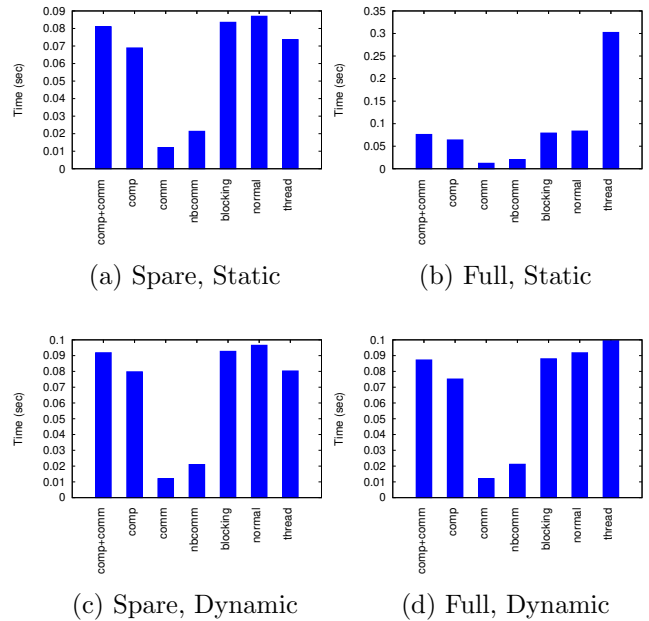 0.09
0.08
0.07
0.06
0.05
0.04
0.03
0.02
0.01
0
Time (sec)
comp+comm
comp
comm
nbcomm
blocking
normal
thread
(a) Spare, Static
0.35
0.3
0.25
0.2
0.15
0.1
0.05
0
Time (sec)
comp+comm
comp
comm
nbcomm
blocking
normal
thread
(b) Full, Static
0.1
0.09
0.08
0.07
0.06
0.05
0.04
0.03
0.02
0.01
0
Time (sec)
comp+comm
comp
comm
nbcomm
blocking
normal
thread
(c) Spare, Dynamic
0.1
0.09
0.08
0.07
0.06
0.05
0.04
0.03
0.02
0.01
0
Time (sec)
comp+comm
comp
comm
nbcomm
blocking
normal
thread
(d) Full, Dynamic